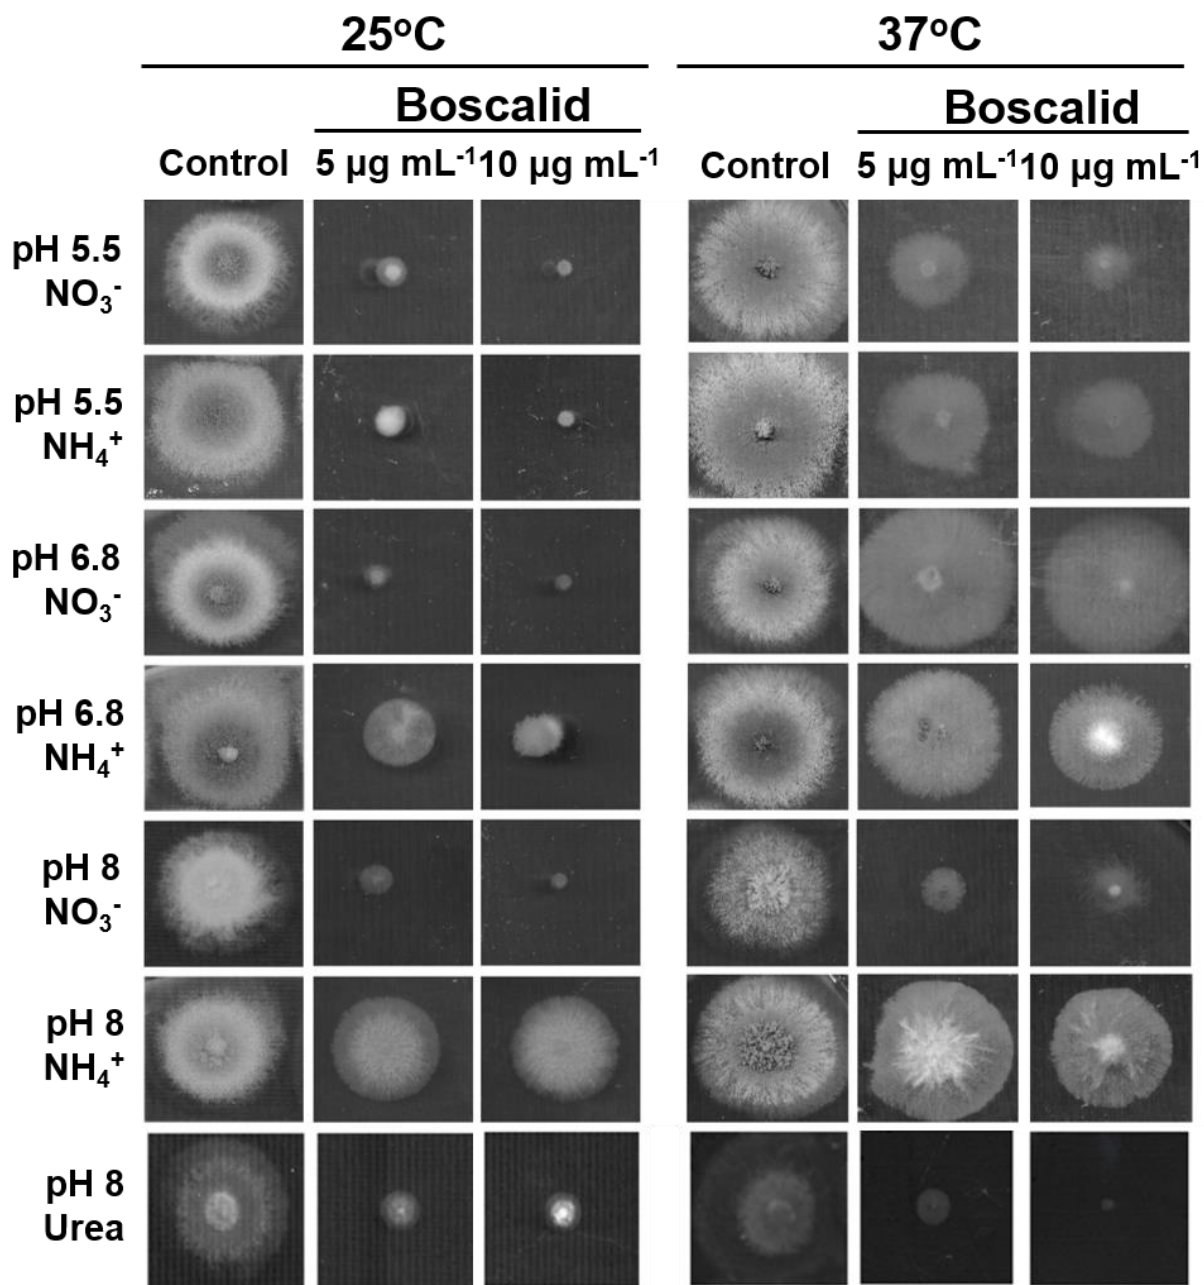 25ºC 37ºC
Boscalid Boscalid
Control 5 µg mL⁻¹ 10 µg mL⁻¹ Control 5 µg mL⁻¹ 10 µg mL⁻¹
pH 5.5
NO₃⁻
pH 5.5
NH₄⁺
pH 6.8
NO₃⁻
pH 6.8
NH₄⁺
pH 8
NO₃⁻
pH 8
NH₄⁺
pH 8
Urea